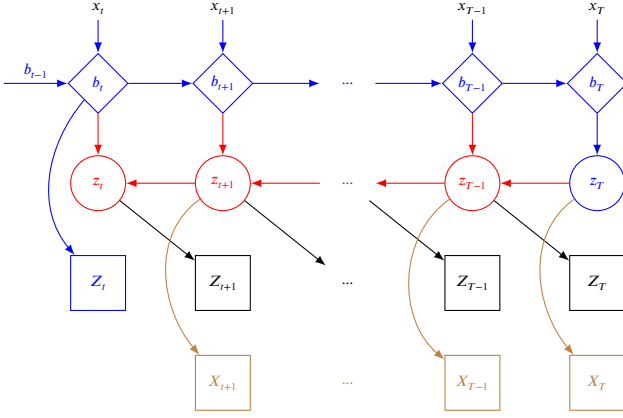 x_t x_{t+1} x_{T−1} x_T
b_{t−1} b_t b_{t+1} ... b_{T−1} b_T
z_t z_{t+1} ... z_{T−1} z_T
Z_t Z_{t+1} ... Z_{T−1} Z_T
X_{t+1} ... X_{T−1} X_T